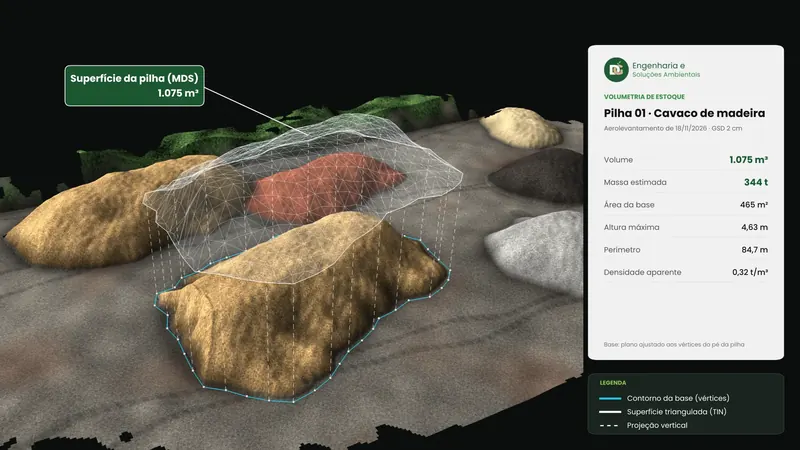 Superfície da pilha (MDS)
1.075 m³
Engenharia e
Soluções Ambientais
VOLUMETRIA DE ESTOQUE
Pilha 01 · Cavaco de madeira
Aerolevantamento de 18/11/2026 · GSD 2 cm
Volume 1.075 m³
Massa estimada 344 t
Área da base 465 m²
Altura máxima 4,63 m
Perímetro 84,7 m
Densidade aparente 0,32 t/m³
Base: plano ajustado aos vértices do pé da pilha
LEGENDA
Contorno da base (vértices)
Superfície triangulada (TIN)
Projeção vertical